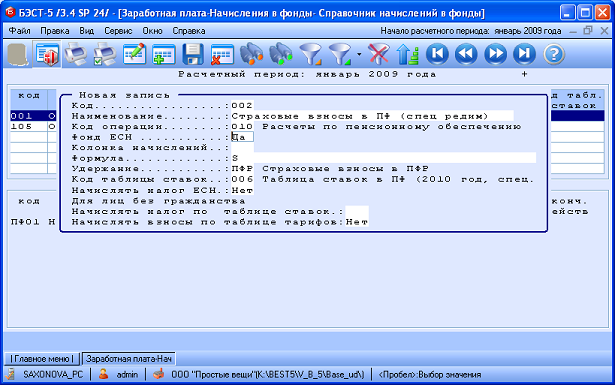 БЭСТ-5 /3.4 SP 24/ - [Заработная плата-Начисления в фонды- Справочник начислений в фонды]
Файл Правка Вид Сервис Окно Справка Начало расчетного периода: январь 2009 года
Расчетный период: январь 2009 года +
код
д табл.
ставок
001 О
105 О
Новая запись
Код.................:002
Наименование........:Страховые взносы в ПФ (спец редим)
Код операции........:010 Расчеты по пенсионному обеспечению
Фонд ЕСН............:Да
Колонка начислений..:
Формула.............:S
Удержание...........:ПФР Страховые взносы в ПФР
Код таблицы ставок..:006 Таблица ставок в ПФ (2010 год, спец.
Начислять налог ЕСН.:Нет
Для лиц без гражданства
Начислять налог по таблице ставок.:
Начислять взносы по таблице тарифов:Нет
код
конч.
ейств
ПФ01 Н
Главное меню | Заработная плата-Нач
SAXONOVA_PC admin ООО "Простые вещи"(K:\BEST5\V_B_5\Base_ud\) <Пробел>:Выбор значения